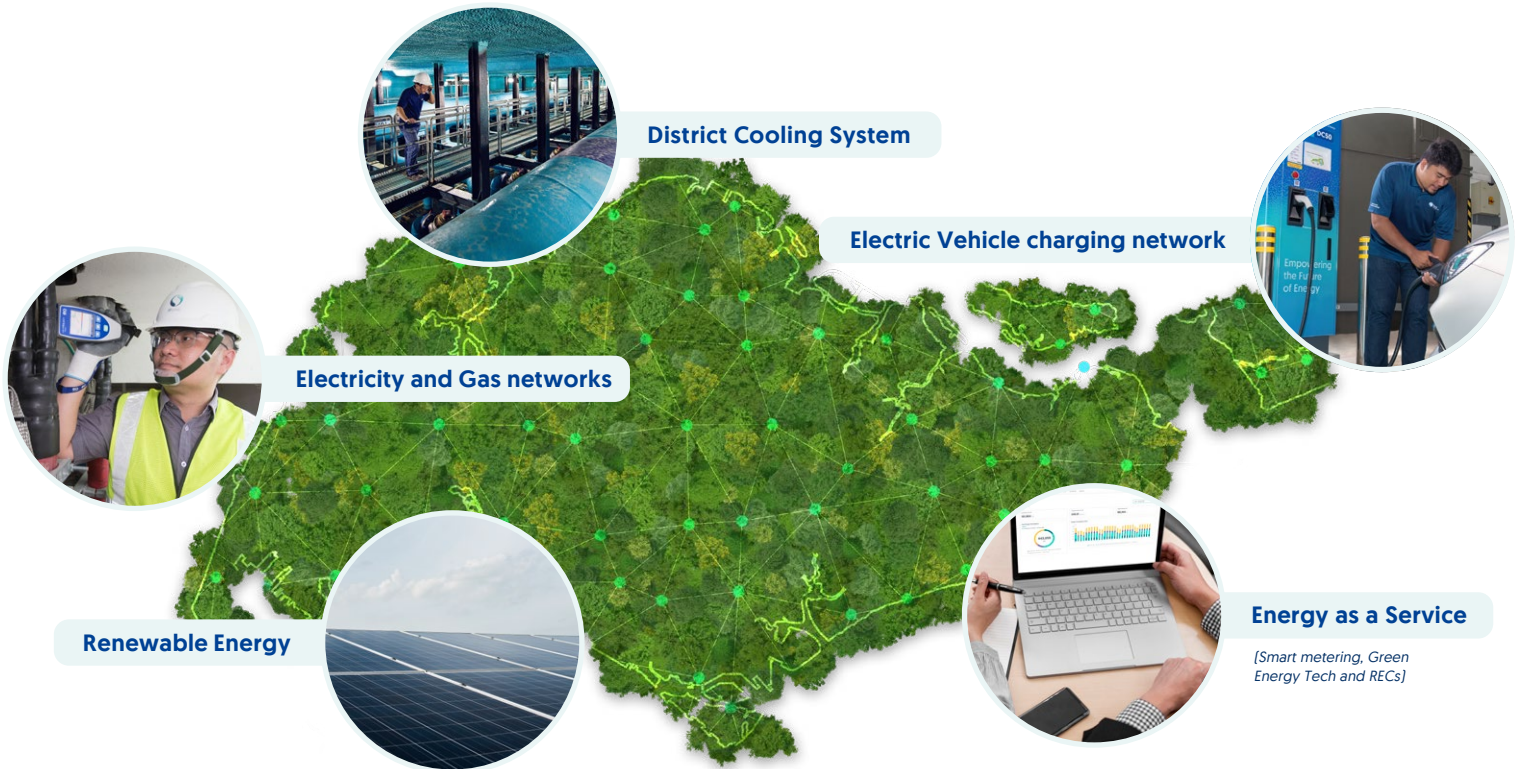 District Cooling System
DCSG
Electric Vehicle charging network
Empowering
the Future
of Energy
Electricity and Gas networks
Renewable Energy
Energy as a Service
(Smart metering, Green
Energy Tech and RECs)